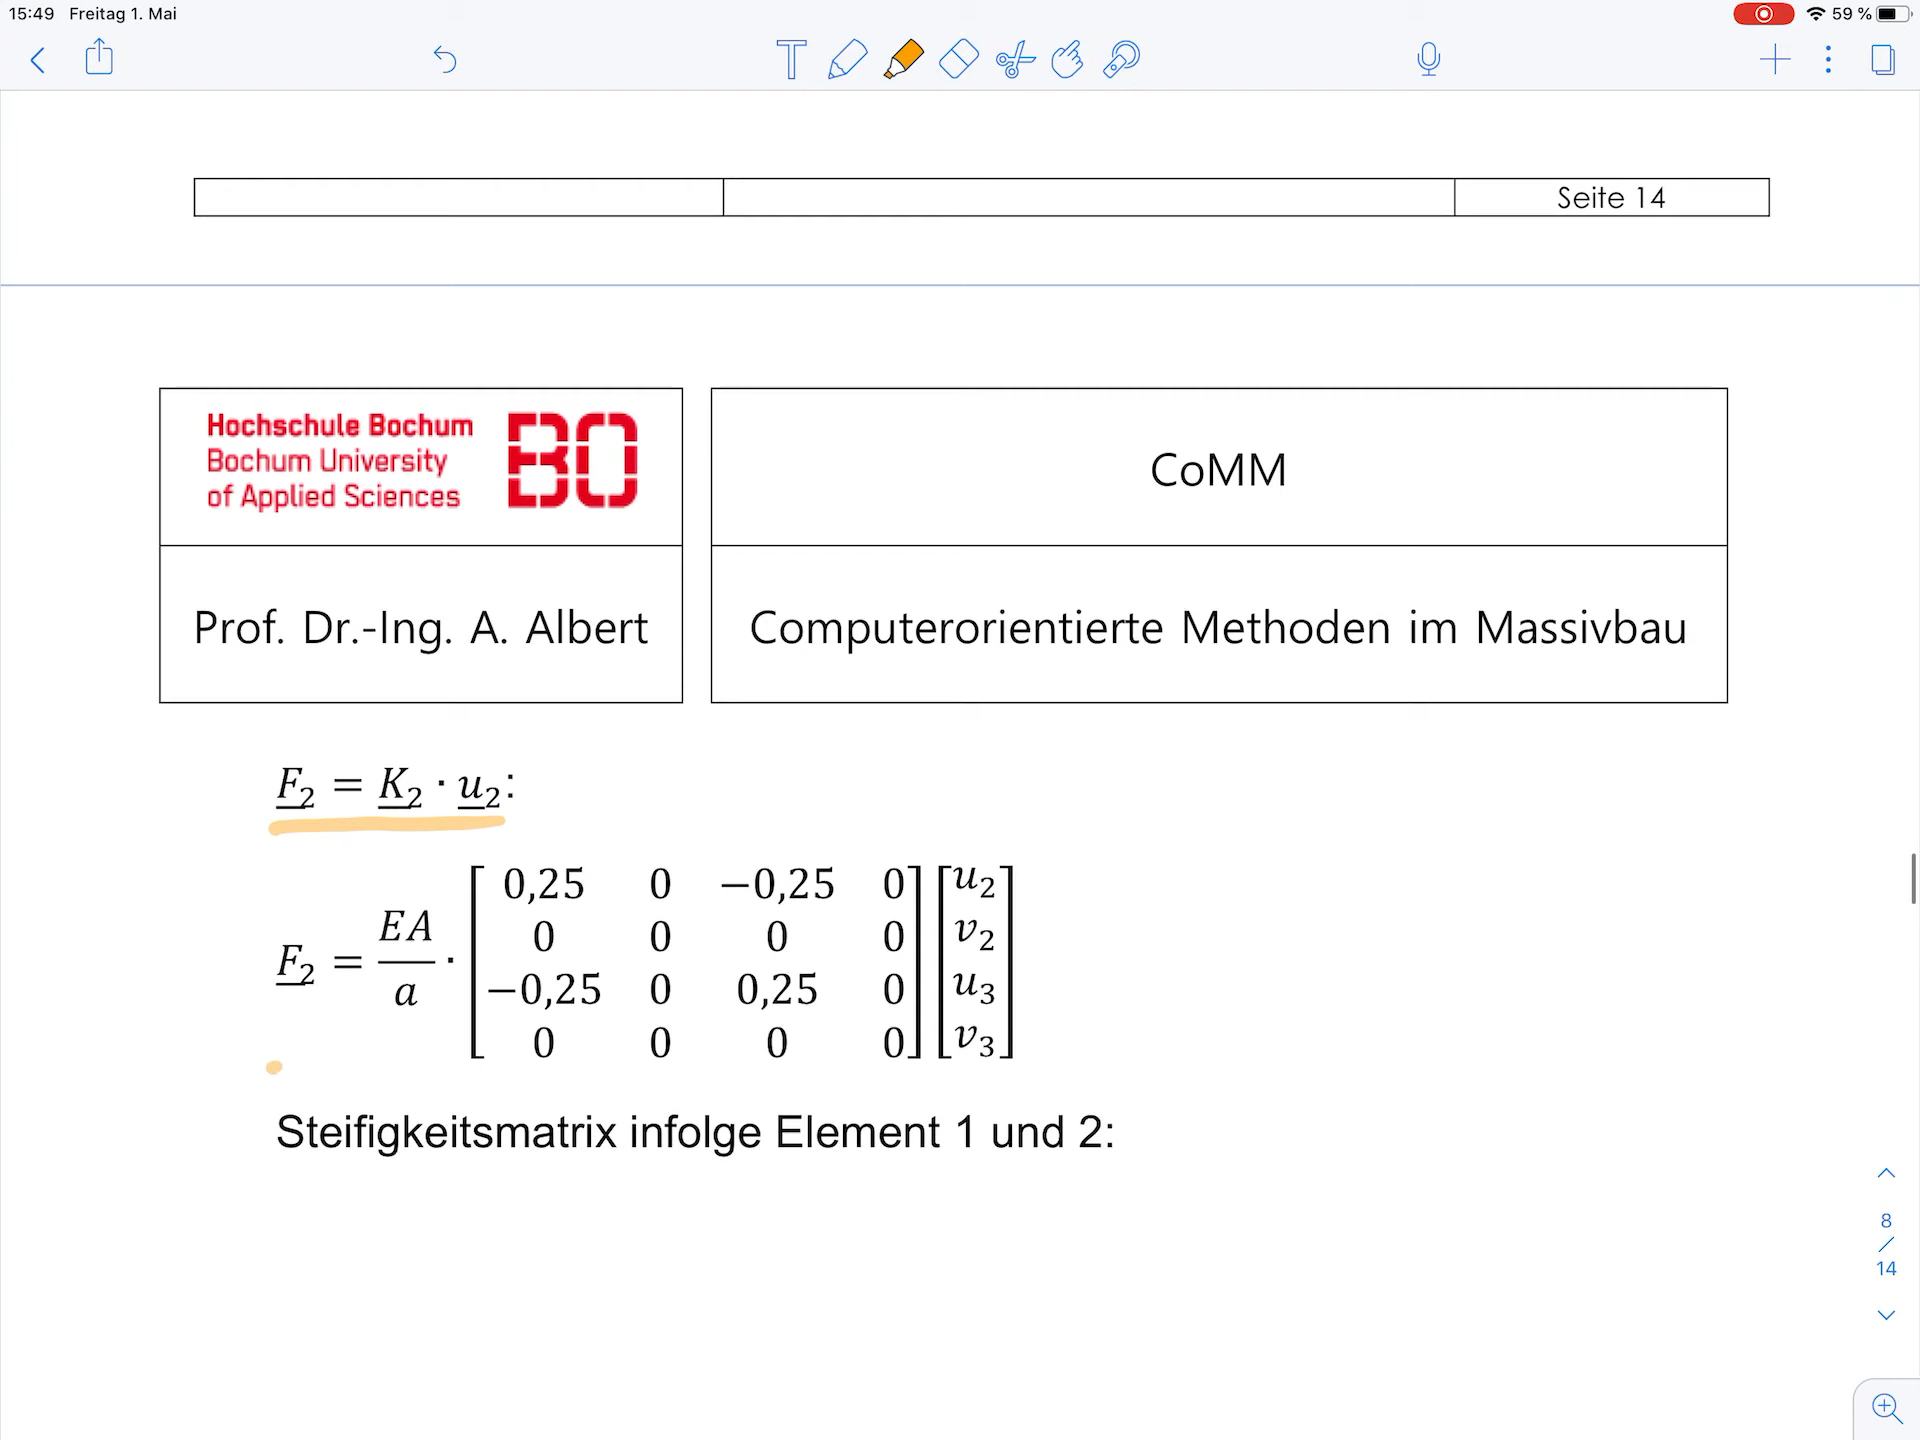 15:49 Freitag 1. Mai 59 %
Seite 14
Hochschule Bochum
Bochum University
of Applied Sciences
BO
CoMM
Prof. Dr.-Ing. A. Albert
Computerorientierte Methoden im Massivbau
F₂ = K₂ · u₂:
F₂ = EA/a · [0,25 0 −0,25 0] [u₂]
[0 0 0 0] [v₂]
[−0,25 0 0,25 0] [u₃]
[0 0 0 0] [v₃]
Steifigkeitsmatrix infolge Element 1 und 2:
8
/
14